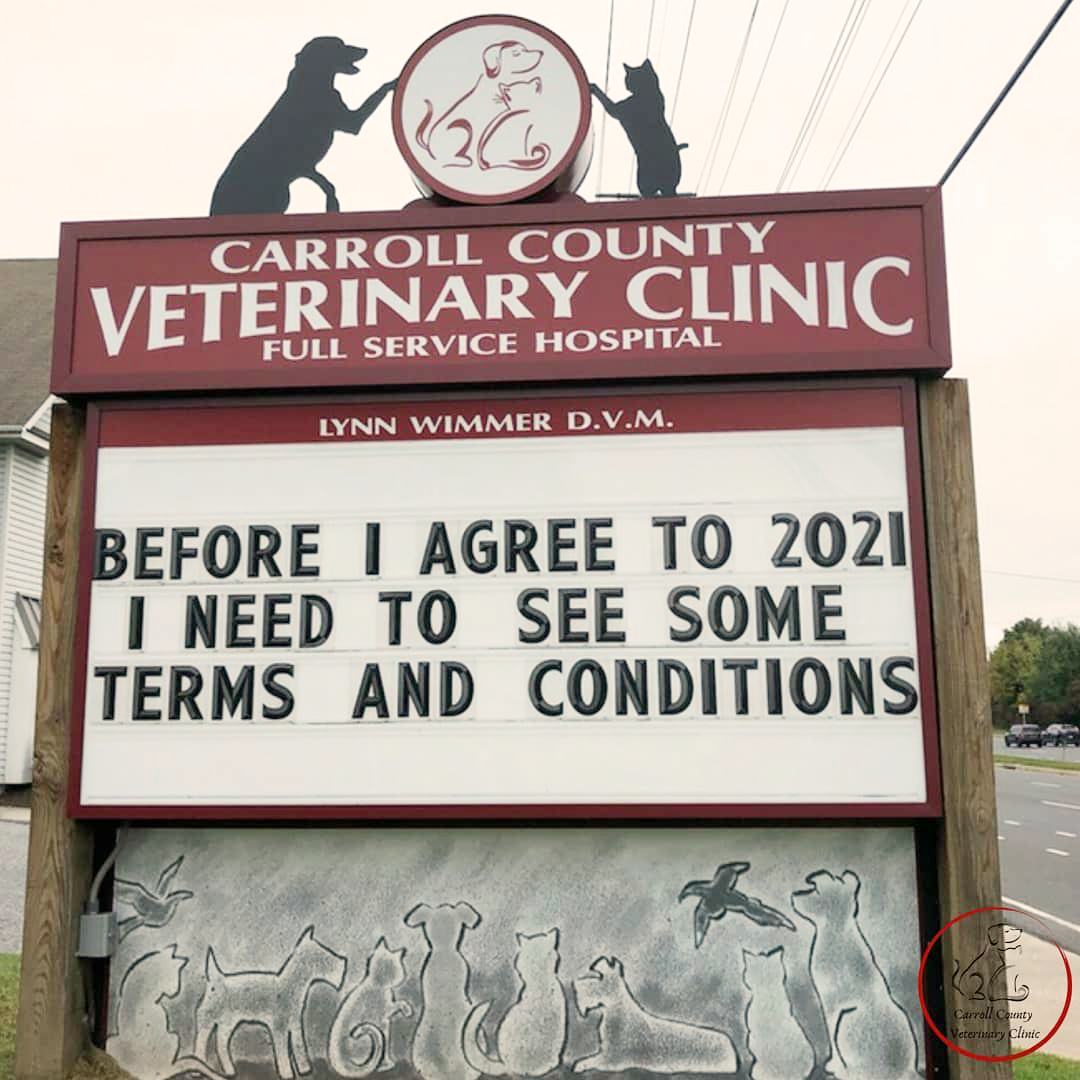 CARROLL COUNTY
VETERINARY CLINIC
FULL SERVICE HOSPITAL
LYNN WIMMER D.V.M.
BEFORE I AGREE TO 2021
I NEED TO SEE SOME
TERMS AND CONDITIONS
Carroll County
Veterinary Clinic